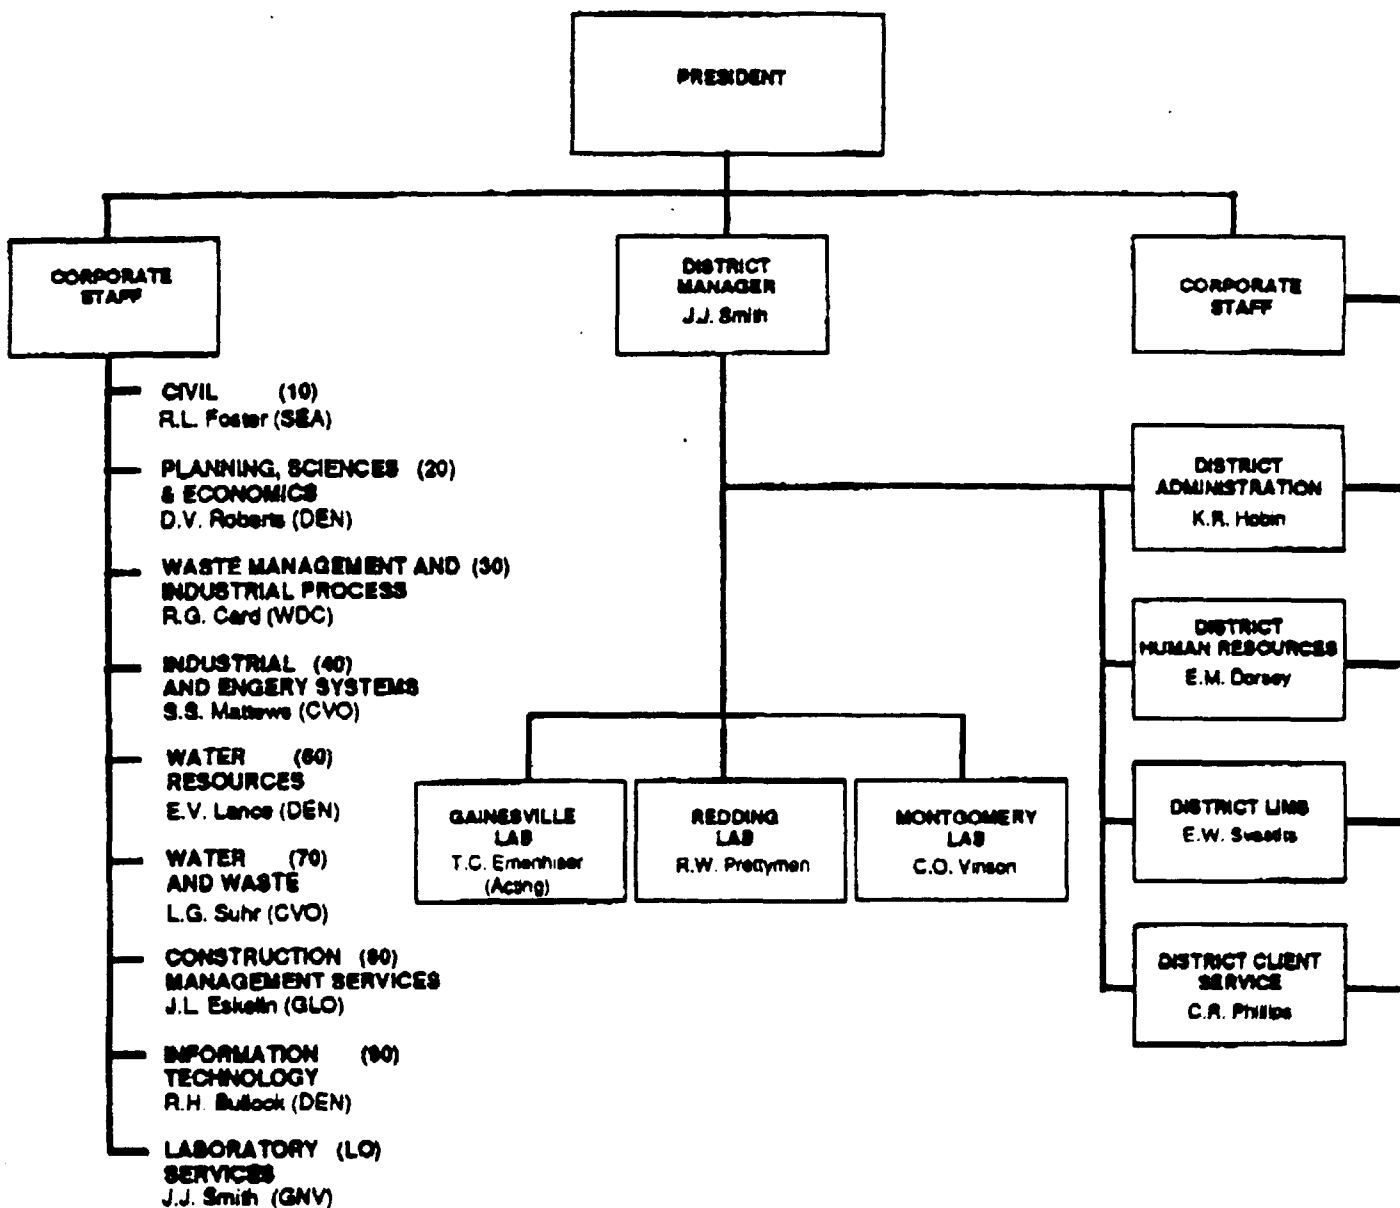 PRESIDENT
CORPORATE
STAFF
DISTRICT
MANAGER
J.J. Smith
CORPORATE
STAFF
CIVIL (10)
R.L. Foster (SEA)
PLANNING, SCIENCES (20)
& ECONOMICS
D.V. Roberts (DEN)
WASTE MANAGEMENT AND (30)
INDUSTRIAL PROCESS
R.G. Card (WDC)
INDUSTRIAL (40)
AND ENGERY SYSTEMS
S.S. Mattews (CVO)
WATER (60)
RESOURCES
E.V. Lance (DEN)
WATER (70)
AND WASTE
L.G. Suhr (CVO)
CONSTRUCTION (80)
MANAGEMENT SERVICES
J.L. Eskelin (GLO)
INFORMATION (90)
TECHNOLOGY
R.H. Bullock (DEN)
LABORATORY (LO)
SERVICES
J.J. Smith (GNV)
GAINESVILLE
LAB
T.C. Emenhiser
(Acting)
REDDING
LAB
R.W. Prettyman
MONTGOMERY
LAB
C.O. Vinson
DISTRICT
ADMINISTRATION
K.R. Hobin
DISTRICT
HUMAN RESOURCES
E.M. Dorsey
DISTRICT LIMS
E.W.
DISTRICT CLIENT
SERVICE
C.R. Phillips